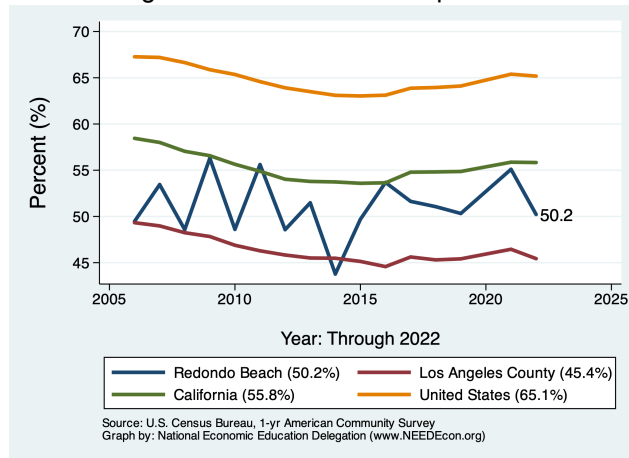 70
65
60
55
50
45
Percent (%)
50.2
2005 2010 2015 2020 2025
Year: Through 2022
Redondo Beach (50.2%) Los Angeles County (45.4%)
California (55.8%) United States (65.1%)
Source: U.S. Census Bureau, 1-yr American Community Survey
Graph by: National Economic Education Delegation (www.NEEDEcon.org)